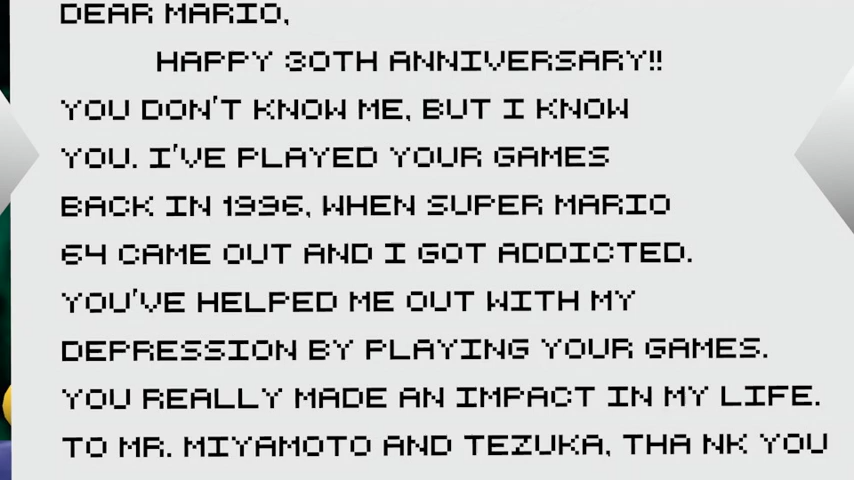 DEAR MARIO,
HAPPY 30TH ANNIVERSARY!!
YOU DON'T KNOW ME, BUT I KNOW
YOU. I'VE PLAYED YOUR GAMES
BACK IN 1996, WHEN SUPER MARIO
64 CAME OUT AND I GOT ADDICTED.
YOU'VE HELPED ME OUT WITH MY
DEPRESSION BY PLAYING YOUR GAMES.
YOU REALLY MADE AN IMPACT IN MY LIFE.
TO MR. MIYAMOTO AND TEZUKA, THA NK YOU